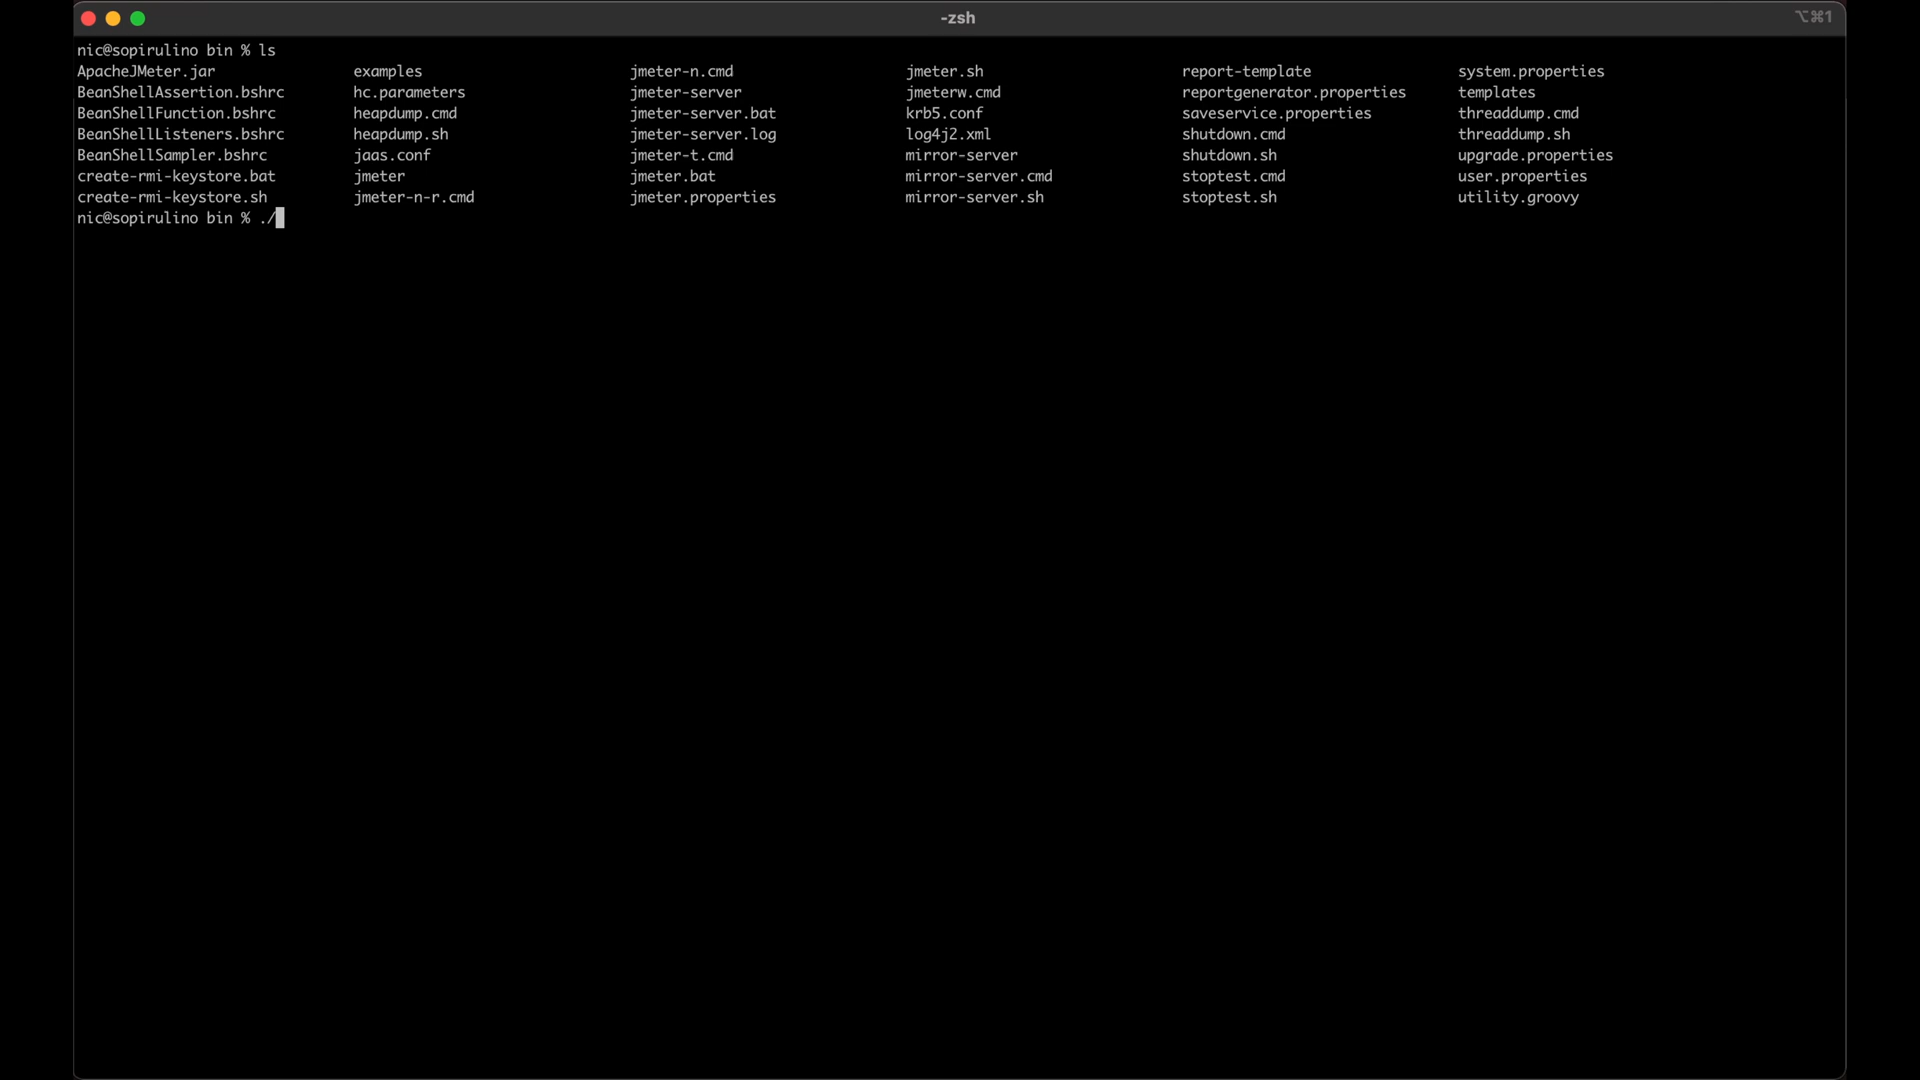 -zsh
⌥⌘1
nic@sopirulino bin % ls
ApacheJMeter.jar examples jmeter-n.cmd jmeter.sh report-template system.properties
BeanShellAssertion.bshrc hc.parameters jmeter-server jmeterw.cmd reportgenerator.properties templates
BeanShellFunction.bshrc heapdump.cmd jmeter-server.bat krb5.conf saveservice.properties threaddump.cmd
BeanShellListeners.bshrc heapdump.sh jmeter-server.log log4j2.xml shutdown.cmd threaddump.sh
BeanShellSampler.bshrc jaas.conf jmeter-t.cmd mirror-server shutdown.sh upgrade.properties
create-rmi-keystore.bat jmeter jmeter.bat mirror-server.cmd stoptest.cmd user.properties
create-rmi-keystore.sh jmeter-n-r.cmd jmeter.properties mirror-server.sh stoptest.sh utility.groovy
nic@sopirulino bin % ./